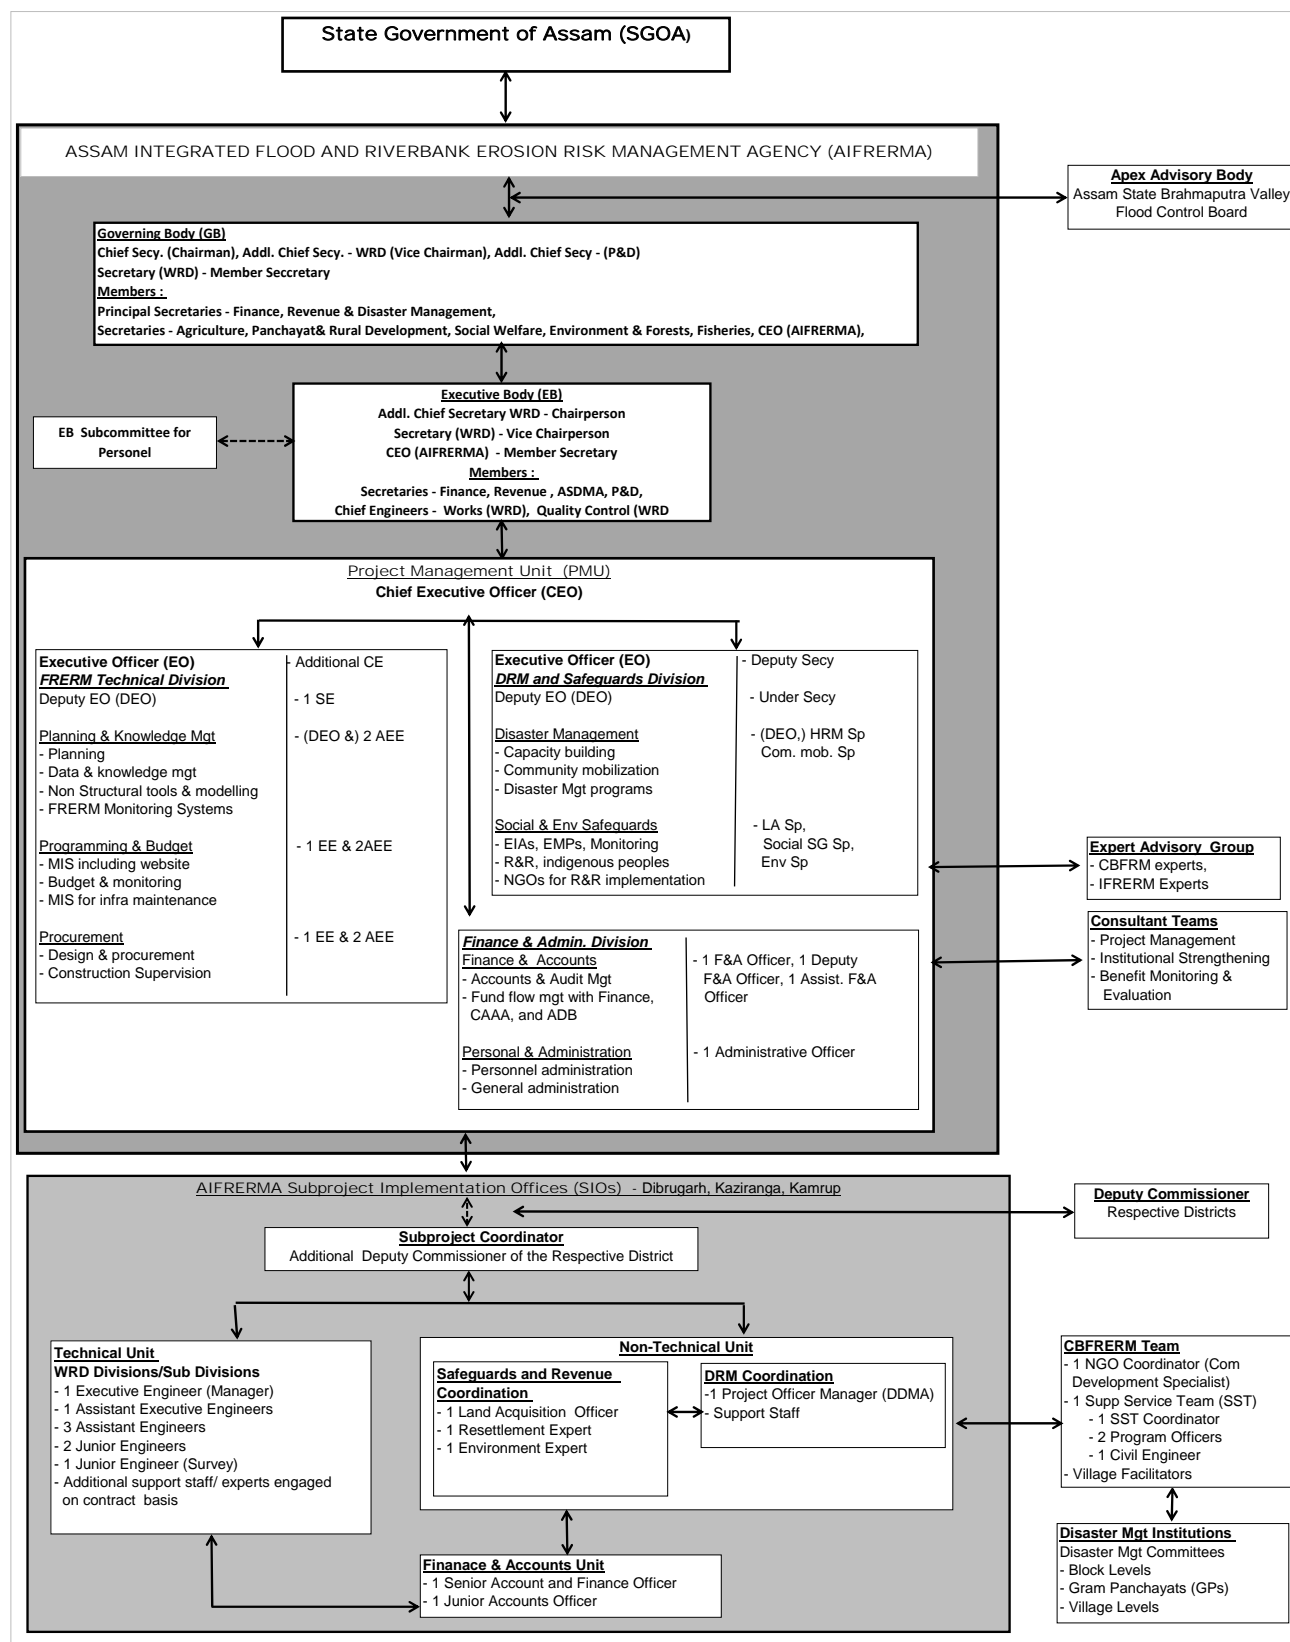 State Government of Assam (SGOA)
ASSAM INTEGRATED FLOOD AND RIVERBANK EROSION RISK MANAGEMENT AGENCY (AIFRERMA)
Apex Advisory Body
Assam State Brahmaputra Valley
Flood Control Board
Governing Body (GB)
Chief Secy. (Chairman), Addl. Chief Secy. - WRD (Vice Chairman), Addl. Chief Secy - (P&D)
Secretary (WRD) - Member Seccretary
Members :
Principal Secretaries - Finance, Revenue & Disaster Management,
Secretaries - Agriculture, Panchayat& Rural Development, Social Welfare, Environment & Forests, Fisheries, CEO (AIFRERMA),
Executive Body (EB)
Addl. Chief Secretary WRD - Chairperson
Secretary (WRD) - Vice Chairperson
CEO (AIFRERMA) - Member Secretary
Members :
Secretaries - Finance, Revenue , ASDMA, P&D,
Chief Engineers - Works (WRD), Quality Control (WRD
EB Subcommittee for
Personel
Project Management Unit (PMU)
Chief Executive Officer (CEO)
Executive Officer (EO)
- Additional CE
FRERM Technical Division
Deputy EO (DEO)
- 1 SE
Planning & Knowledge Mgt
- (DEO &) 2 AEE
- Planning
- Data & knowledge mgt
- Non Structural tools & modelling
- FRERM Monitoring Systems
Programming & Budget
- 1 EE & 2AEE
- MIS including website
- Budget & monitoring
- MIS for infra maintenance
Procurement
- 1 EE & 2 AEE
- Design & procurement
- Construction Supervision
Executive Officer (EO)
- Deputy Secy
DRM and Safeguards Division
Deputy EO (DEO)
- Under Secy
Disaster Management
- (DEO,) HRM Sp
- Capacity building
Com. mob. Sp
- Community mobilization
- Disaster Mgt programs
Social & Env Safeguards
- LA Sp,
- EIAs, EMPs, Monitoring
Social SG Sp,
- R&R, indigenous peoples
Env Sp
- NGOs for R&R implementation
Expert Advisory Group
- CBFRM experts,
- IFRERM Experts
Consultant Teams
- Project Management
- Institutional Strengthening
- Benefit Monitoring &
Evaluation
Finance & Admin. Division
Finance & Accounts
- 1 F&A Officer, 1 Deputy
- Accounts & Audit Mgt
F&A Officer, 1 Assist. F&A
- Fund flow mgt with Finance,
Officer
CAAA, and ADB
Personal & Administration
- 1 Administrative Officer
- Personnel administration
- General administration
AIFRERMA Subproject Implementation Offices (SIOs) - Dibrugarh, Kaziranga, Kamrup
Deputy Commissioner
Respective Districts
Subproject Coordinator
Additional Deputy Commissioner of the Respective District
Technical Unit
WRD Divisions/Sub Divisions
- 1 Executive Engineer (Manager)
- 1 Assistant Executive Engineers
- 3 Assistant Engineers
- 2 Junior Engineers
- 1 Junior Engineer (Survey)
- Additional support staff/ experts engaged
on contract basis
Non-Technical Unit
Safeguards and Revenue
Coordination
- 1 Land Acquisition Officer
- 1 Resettlement Expert
- 1 Environment Expert
DRM Coordination
-1 Project Officer Manager (DDMA)
- Support Staff
CBFRERM Team
- 1 NGO Coordinator (Com
Development Specialist)
- 1 Supp Service Team (SST)
- 1 SST Coordinator
- 2 Program Officers
- 1 Civil Engineer
- Village Facilitators
Finanace & Accounts Unit
- 1 Senior Account and Finance Officer
- 1 Junior Accounts Officer
Disaster Mgt Institutions
Disaster Mgt Committees
- Block Levels
- Gram Panchayats (GPs)
- Village Levels